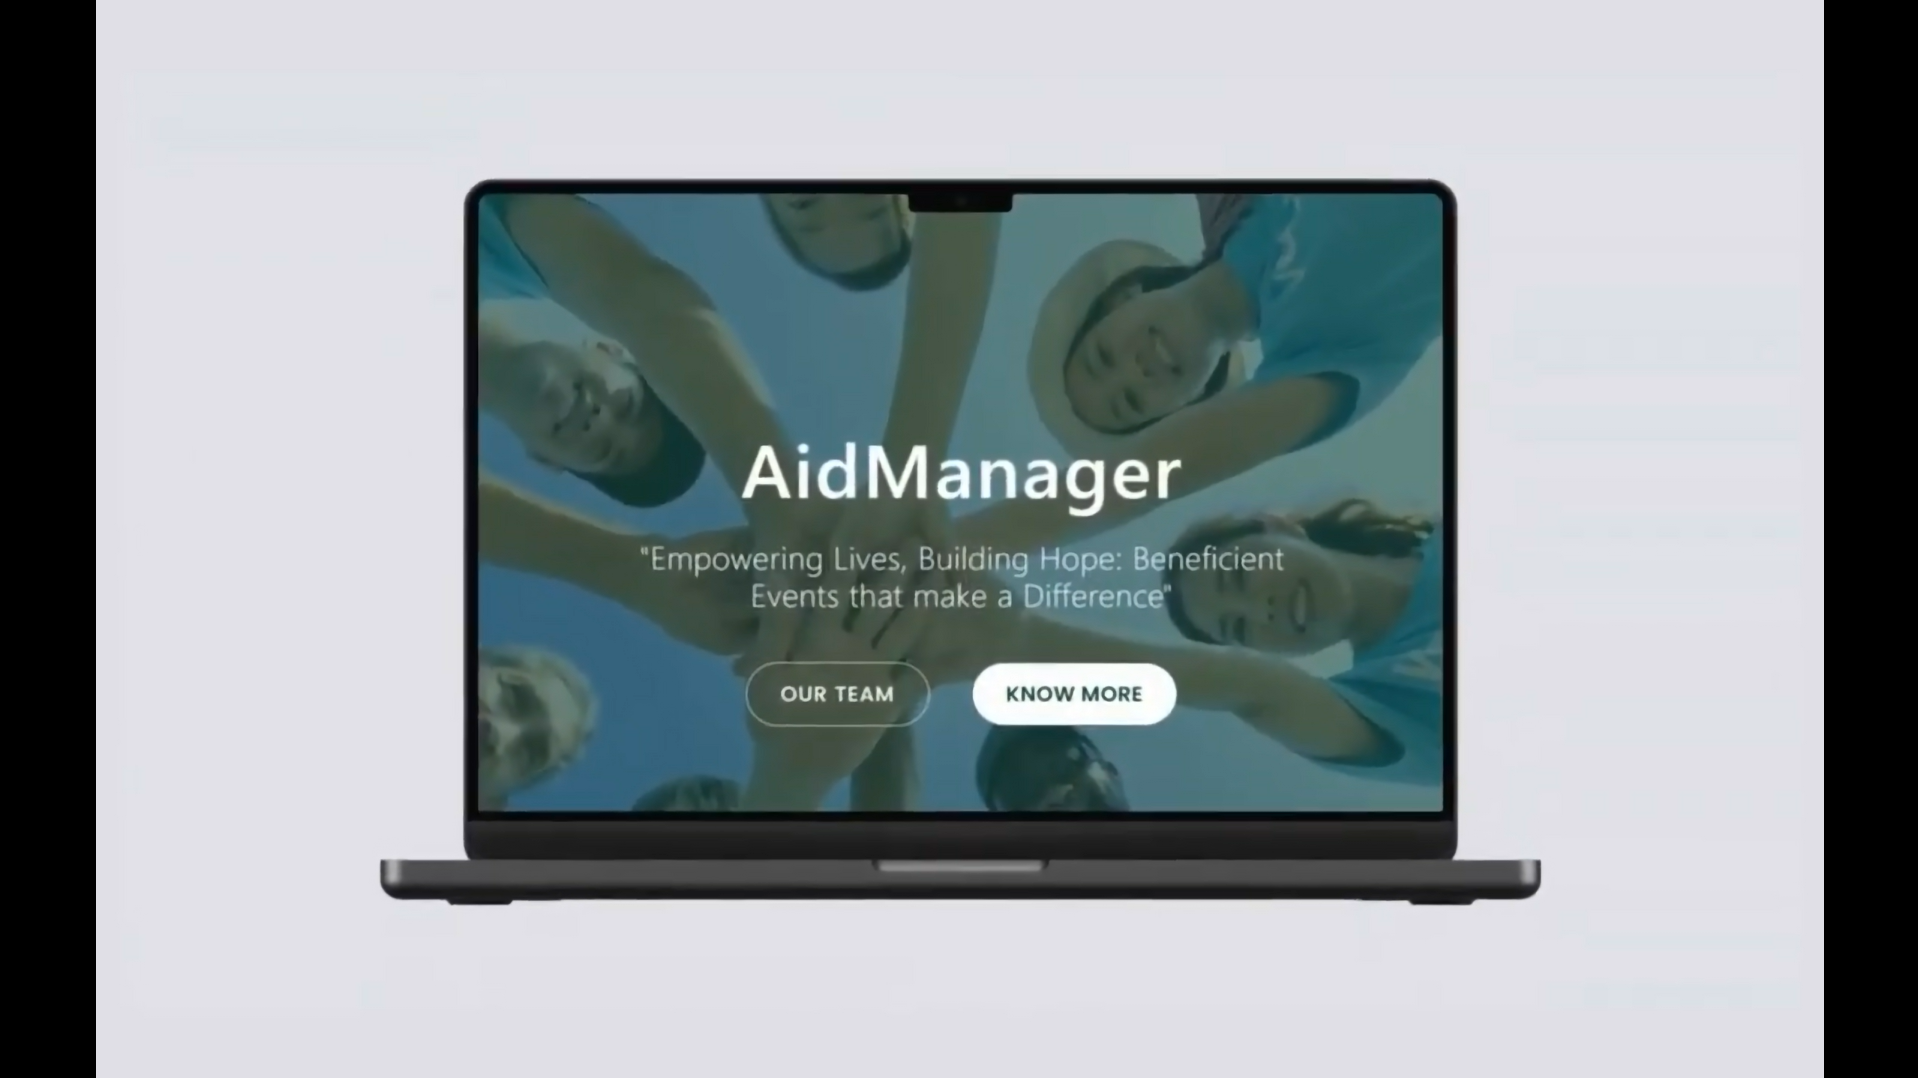 AidManager
"Empowering Lives, Building Hope: Beneficient
Events that make a Difference"
OUR TEAM
KNOW MORE